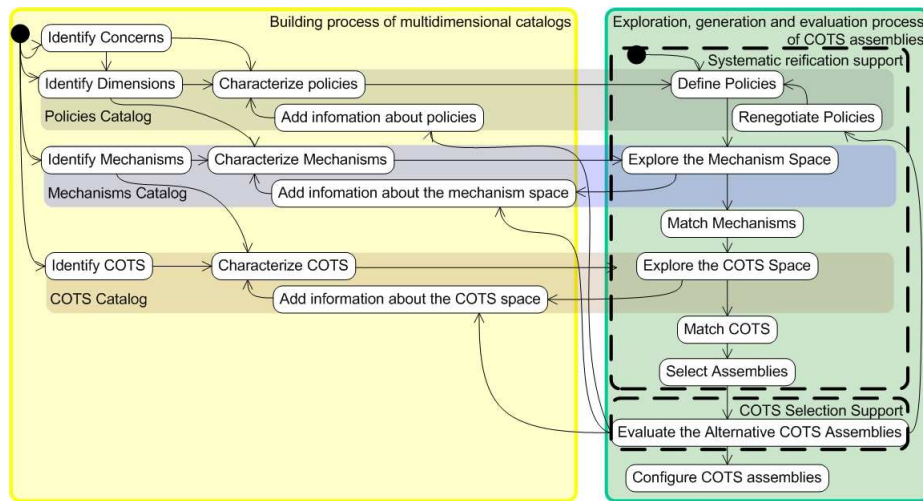 Building process of multidimensional catalogs
Exploration, generation and evaluation process
of COTS assemblies
Identify Concerns
Systematic reification support
Identify Dimensions
Characterize policies
Define Policies
Policies Catalog
Add infomation about policies
Renegotiate Policies
Identify Mechanisms
Characterize Mechanisms
Explore the Mechanism Space
Mechanisms Catalog
Add infomation about the mechanism space
Match Mechanisms
Identify COTS
Characterize COTS
Explore the COTS Space
COTS Catalog
Add information about the COTS space
Match COTS
Select Assemblies
COTS Selection Support
Evaluate the Alternative COTS Assemblies
Configure COTS assemblies